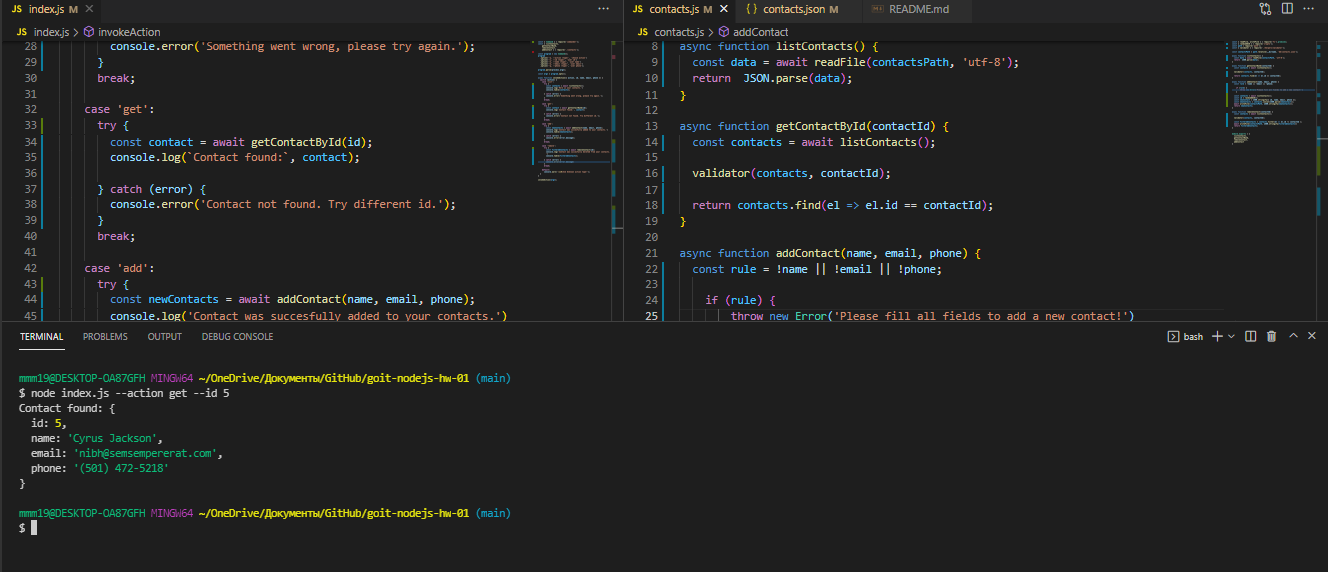 index.js M
index.js > invokeAction
28 console.error('Something went wrong, please try again.');
29 }
30 break;
31
32 case 'get':
33 try {
34 const contact = await getContactById(id);
35 console.log(`Contact found:`, contact);
36
37 } catch (error) {
38 console.error('Contact not found. Try different id.');
39 }
40 break;
41
42 case 'add':
43 try {
44 const newContacts = await addContact(name, email, phone);
45 console.log('Contact was succesfully added to your contacts.')
contacts.js M
contacts.json M
README.md
contacts.js > addContact
8 async function listContacts() {
9 const data = await readFile(contactsPath, 'utf-8');
10 return JSON.parse(data);
11 }
12
13 async function getContactById(contactId) {
14 const contacts = await listContacts();
15
16 validator(contacts, contactId);
17
18 return contacts.find(el => el.id == contactId);
19 }
20
21 async function addContact(name, email, phone) {
22 const rule = !name || !email || !phone;
23
24 if (rule) {
25 throw new Error('Please fill all fields to add a new contact!')
TERMINAL PROBLEMS OUTPUT DEBUG CONSOLE
bash
mmm19@DESKTOP-OA87GFH MINGW64 ~/OneDrive/Документы/GitHub/goit-nodejs-hw-01 (main)
$ node index.js --action get --id 5
Contact found: {
id: 5,
name: 'Cyrus Jackson',
email: 'nibh@semsempererat.com',
phone: '(501) 472-5218'
}
mmm19@DESKTOP-OA87GFH MINGW64 ~/OneDrive/Документы/GitHub/goit-nodejs-hw-01 (main)
$